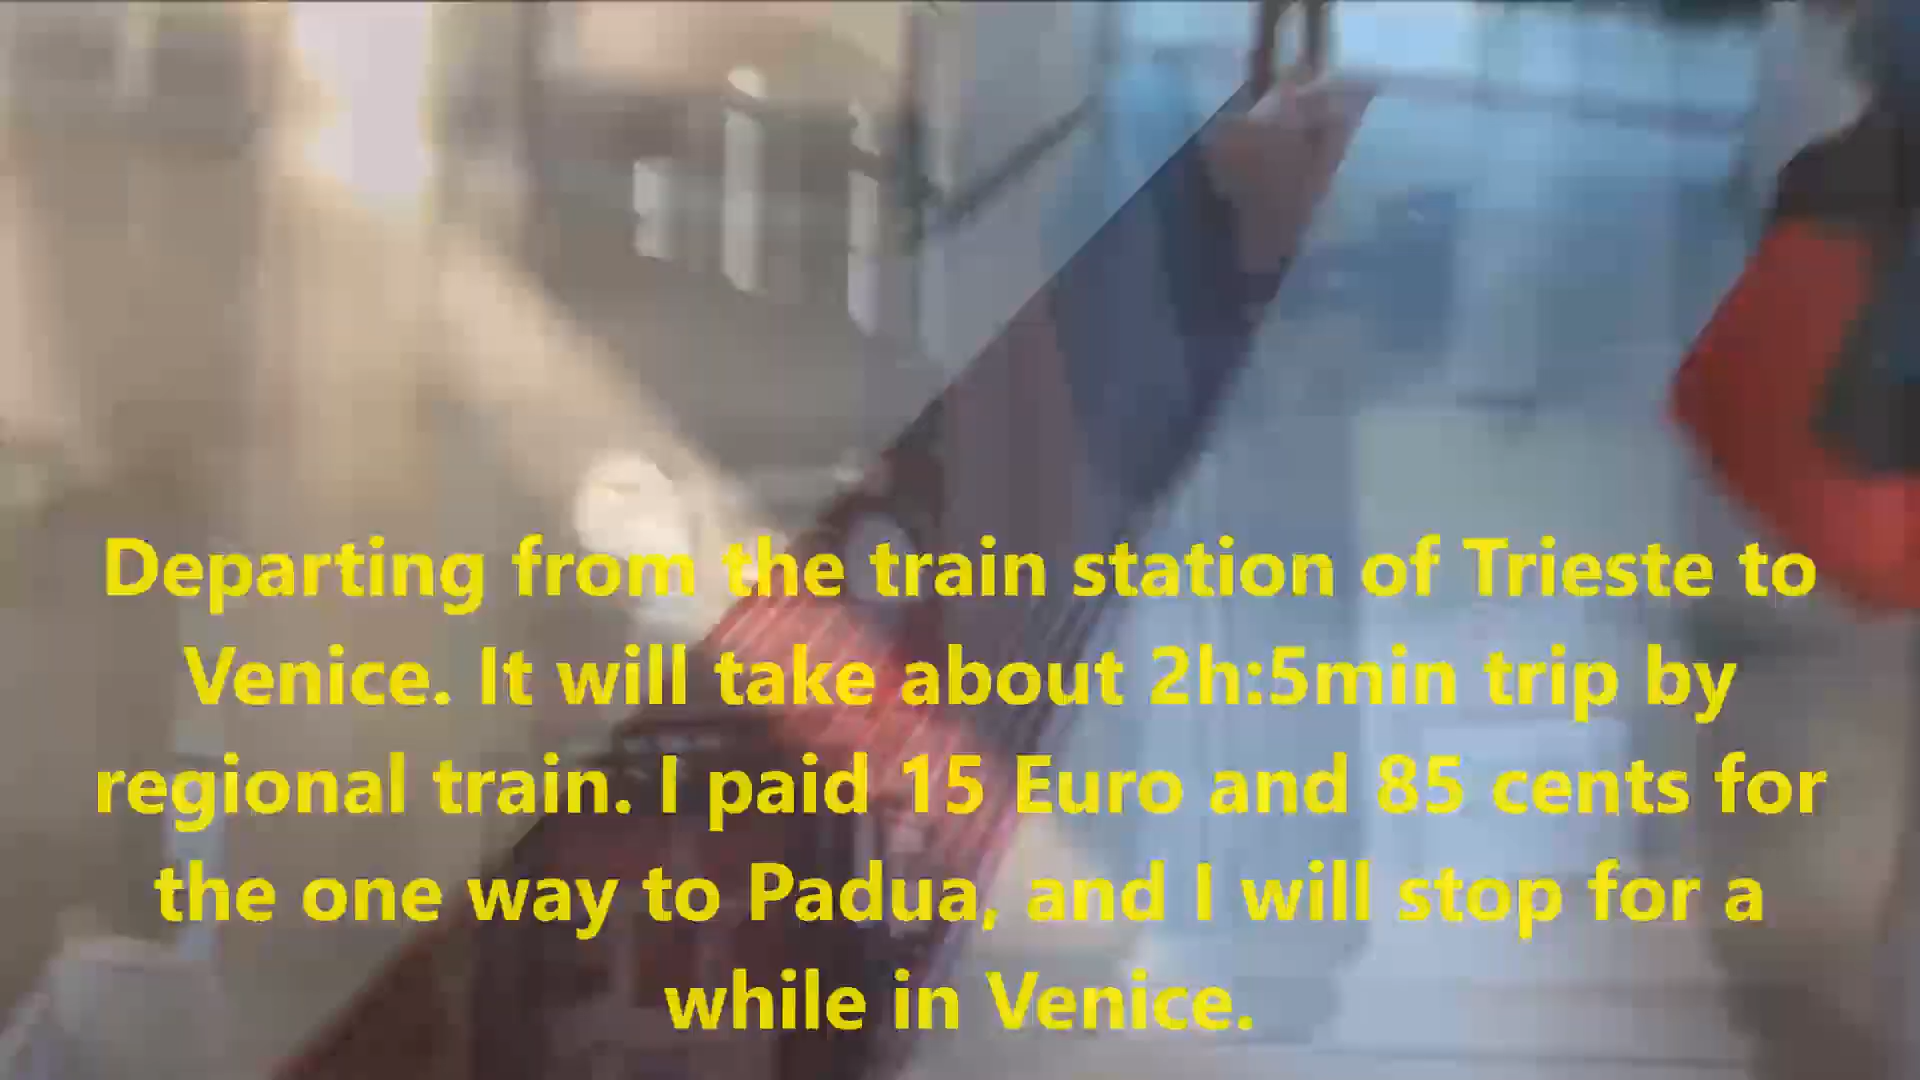 Departing from the train station of Trieste to
Venice. It will take about 2h:5min trip by
regional train. I paid 15 Euro and 85 cents for
the one way to Padua, and I will stop for a
while in Venice.